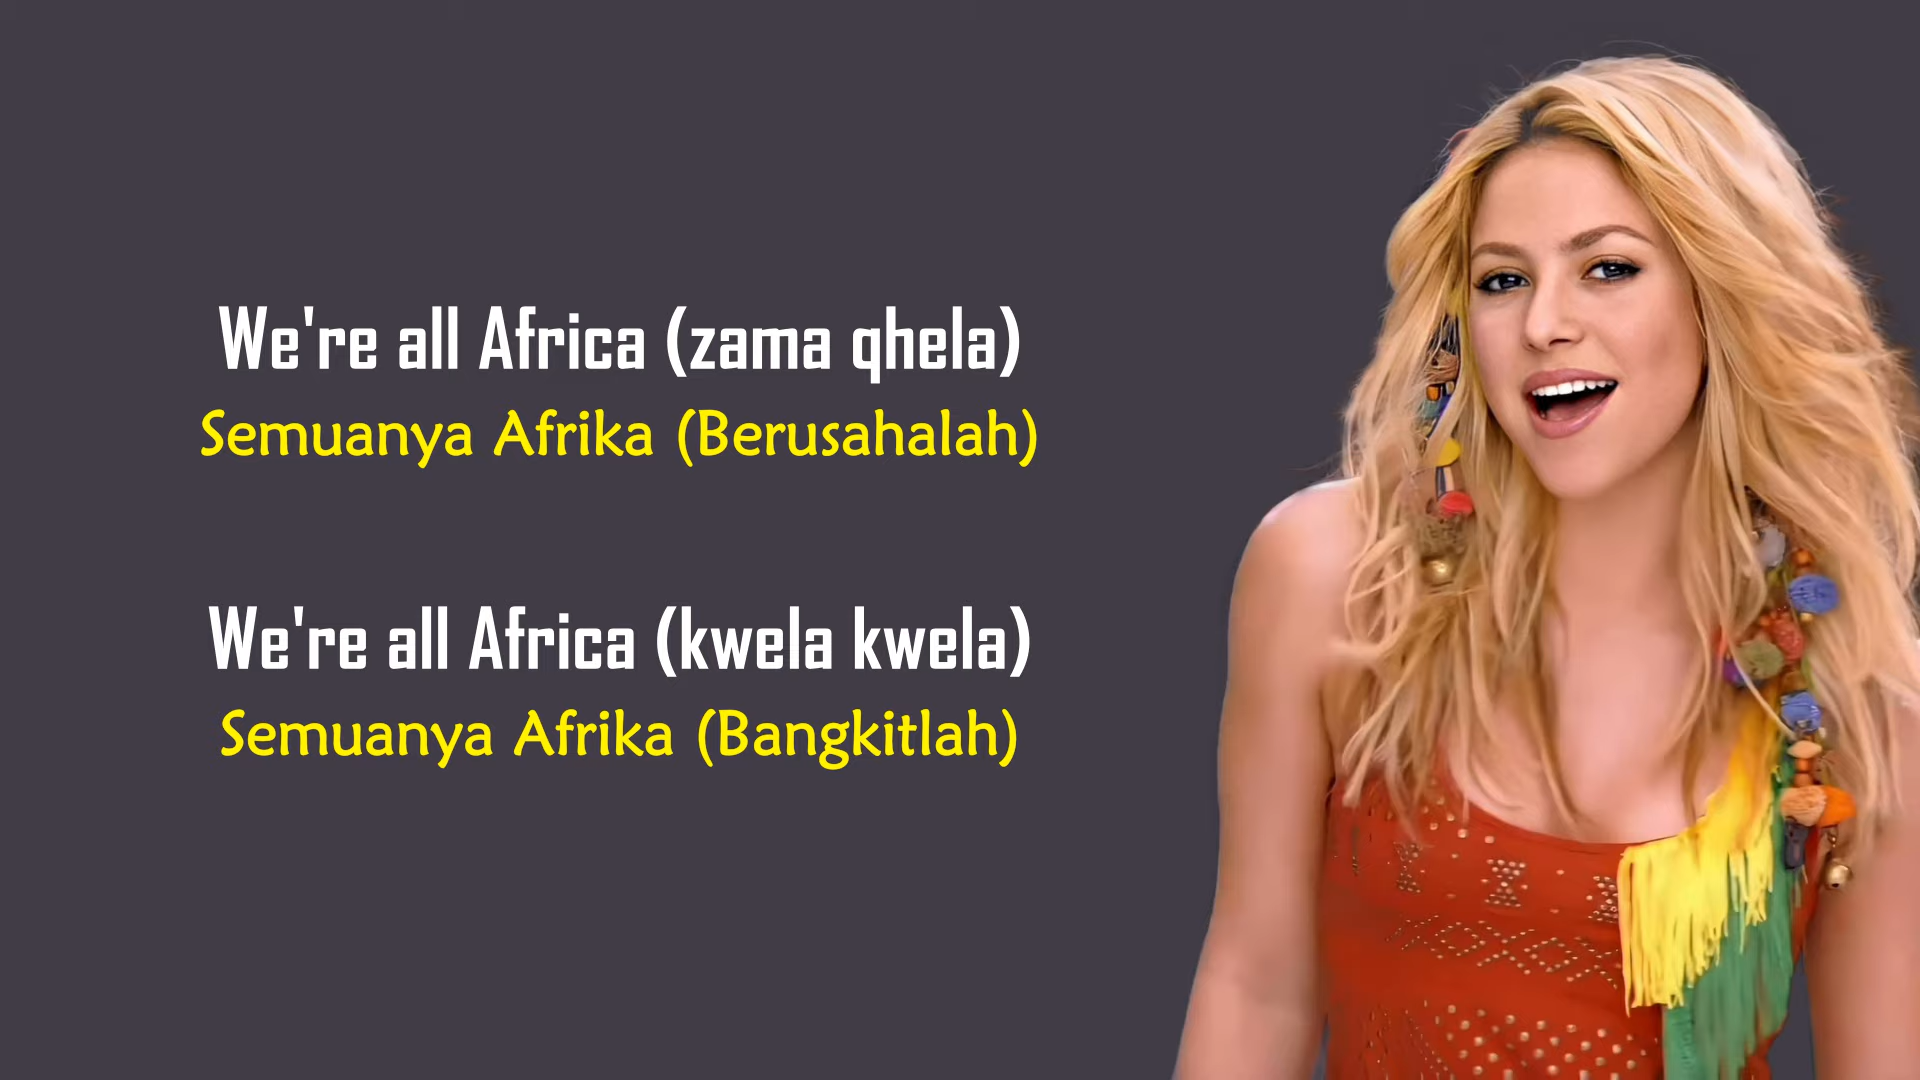 We're all Africa (zama qhela)
Semuanya Afrika (Berusahalah)
We're all Africa (kwela kwela)
Semuanya Afrika (Bangkitlah)